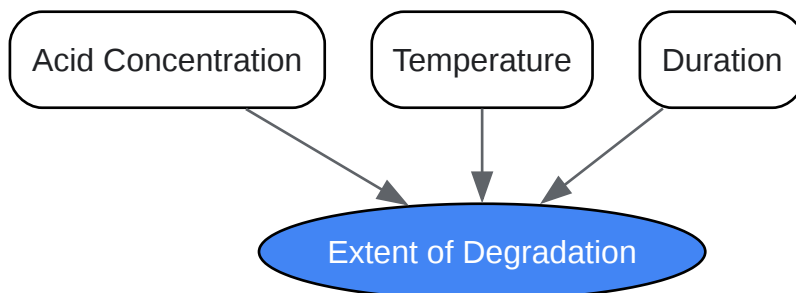 Acid Concentration
Temperature
Duration
Extent of Degradation